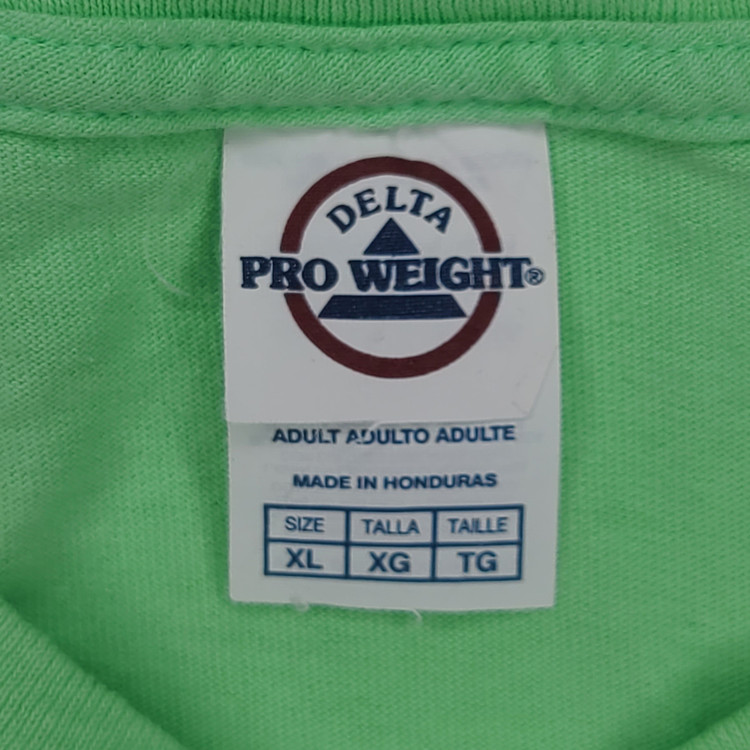 DELTA
PRO WEIGHT®
ADULT ADULTO ADULTE
MADE IN HONDURAS
SIZE TALLA TAILLE
XL XG TG